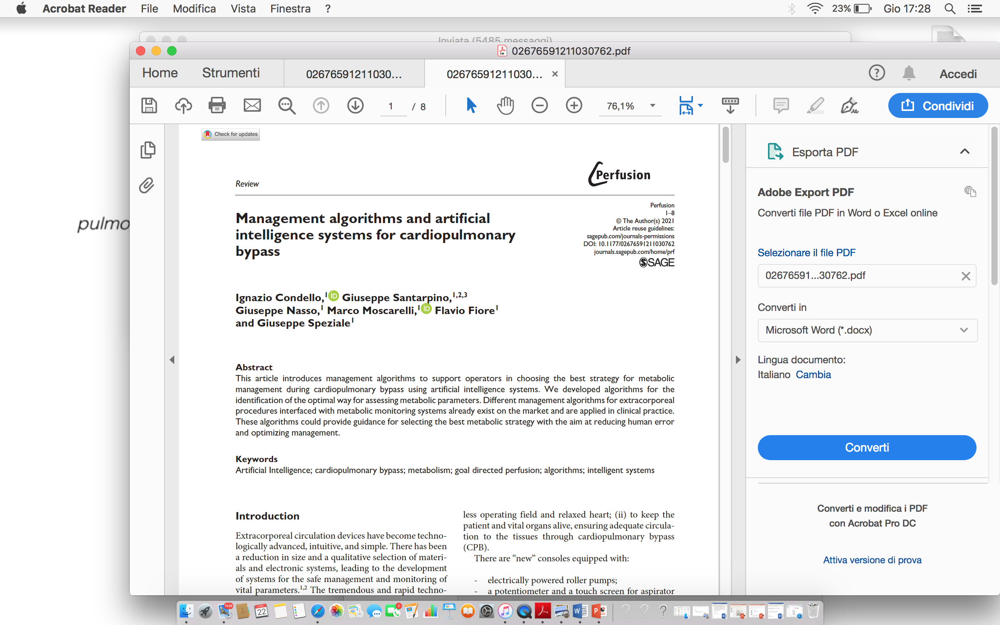 Acrobat Reader File Modifica Vista Finestra ? 23% Gio 17:28
Inviata (5485 messaggi)
02676591211030762.pdf
Home Strumenti 02676591211030... 02676591211030... × ? Accedi
1 / 8 76,1% Condividi
Check for updates
Review
Perfusion
Perfusion
1–8
© The Author(s) 2021
Article reuse guidelines:
sagepub.com/journals-permissions
DOI: 10.1177/02676591211030762
journals.sagepub.com/home/prf
SAGE
Management algorithms and artificial
intelligence systems for cardiopulmonary
bypass
Ignazio Condello,1 iD Giuseppe Santarpino,1,2,3
Giuseppe Nasso,1 Marco Moscarelli,1 iD Flavio Fiore1
and Giuseppe Speziale1
Abstract
This article introduces management algorithms to support operators in choosing the best strategy for metabolic
management during cardiopulmonary bypass using artificial intelligence systems. We developed algorithms for the
identification of the optimal way for assessing metabolic parameters. Different management algorithms for extracorporeal
procedures interfaced with metabolic monitoring systems already exist on the market and are applied in clinical practice.
These algorithms could provide guidance for selecting the best metabolic strategy with the aim at reducing human error
and optimizing management.
Keywords
Artificial Intelligence; cardiopulmonary bypass; metabolism; goal directed perfusion; algorithms; intelligent systems
Introduction
Extracorporeal circulation devices have become techno-
logically advanced, intuitive, and simple. There has been
a reduction in size and a qualitative selection of materi-
als and electronic systems, leading to the development
of systems for the safe management and monitoring of
vital parameters.1,2 The tremendous and rapid techno-
less operating field and relaxed heart; (ii) to keep the
patient and vital organs alive, ensuring adequate circula-
tion to the tissues through cardiopulmonary bypass
(CPB).
There are “new” consoles equipped with:
- electrically powered roller pumps;
- a potentiometer and a touch screen for aspirator
Esporta PDF
Adobe Export PDF
Converti file PDF in Word o Excel online
Selezionare il file PDF
02676591...30762.pdf
Converti in
Microsoft Word (*.docx)
Lingua documento:
Italiano Cambia
Converti
Converti e modifica i PDF
con Acrobat Pro DC
Attiva versione di prova
pulmo
7439 LUG 22 2